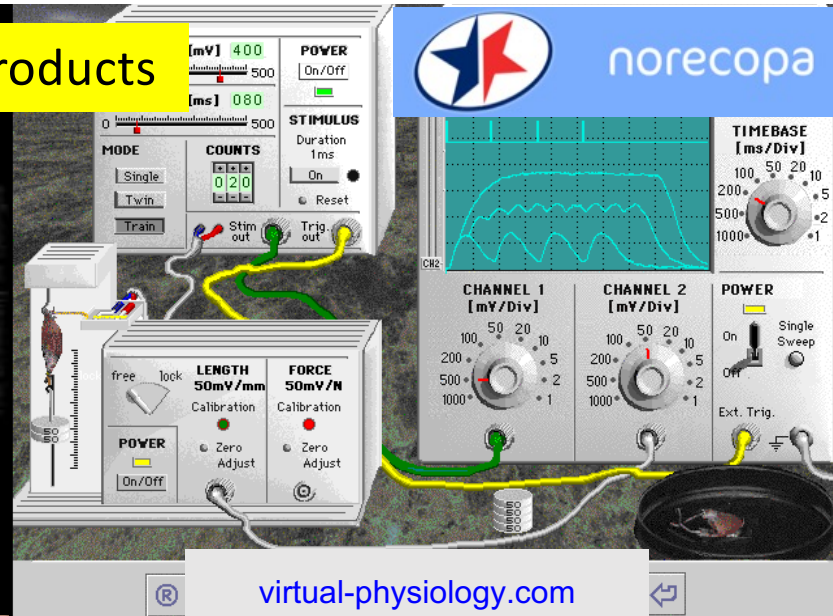 roducts
norecopa
[mV] 400
500
[ms] 080
0 500
POWER
On/Off
STIMULUS
Duration
1ms
On
Reset
MODE
Single
Twin
Train
COUNTS
+ + +
0 2 0
- - -
Stim
out
Trig.
out
CH2-
TIMEBASE
[ms/Div]
1000 500 200 100 50 20 10 5 2 1
CHANNEL 1
[mV/Div]
1000 500 200 100 50 20 10 5 2 1
CHANNEL 2
[mV/Div]
1000 500 200 100 50 20 10 5 2 1
POWER
On
Off
Single
Sweep
Ext. Trig.
free lock
LENGTH
50mV/mm
Calibration
Zero
Adjust
FORCE
50mV/N
Calibration
Zero
Adjust
POWER
On/Off
50
50
50
50
50
50
® virtual-physiology.com